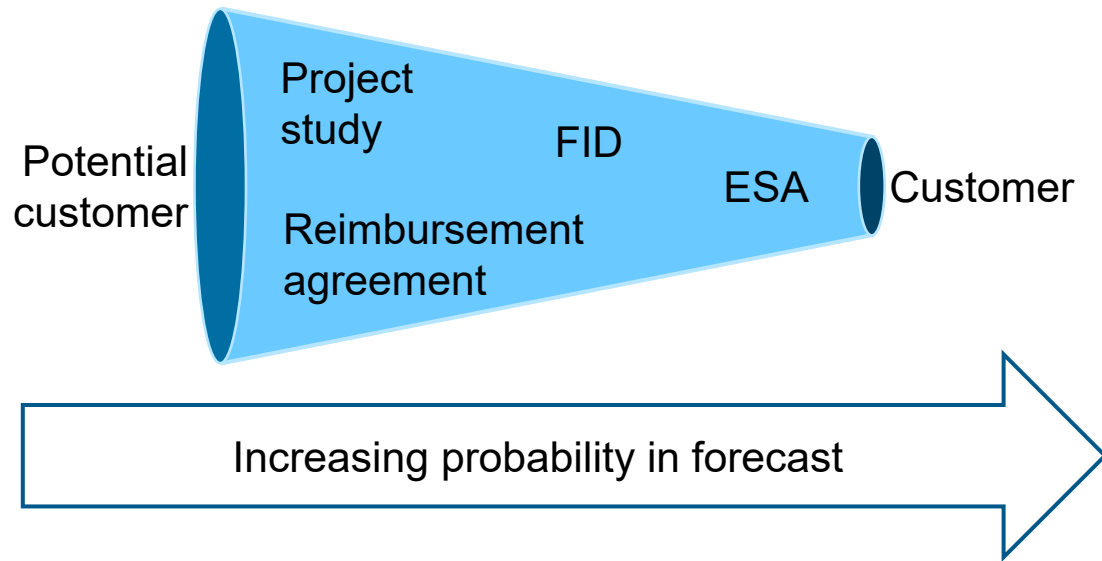 Potential
customer
Project
study
Reimbursement
agreement
FID
ESA
Customer
Increasing probability in forecast